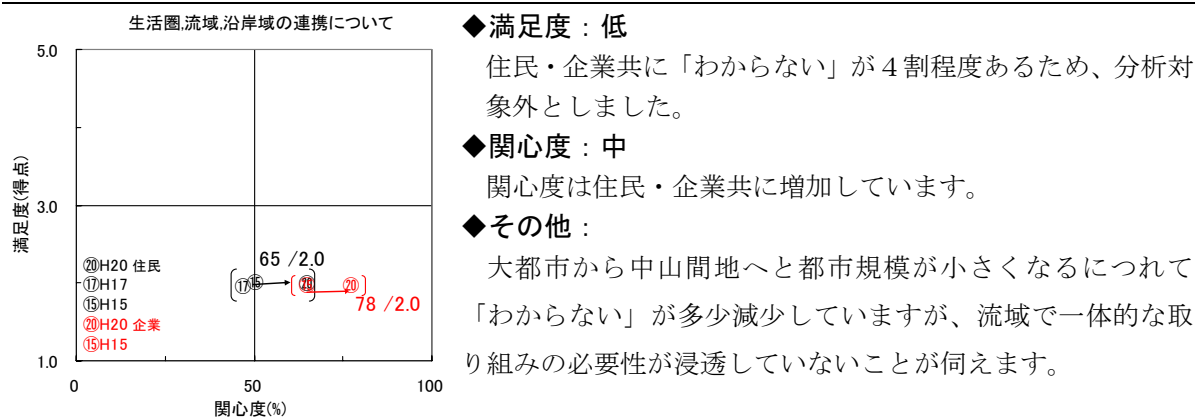 生活圏,流域,沿岸域の連携について
5.0
3.0
1.0
満足度(得点)
65 /2.0
⑰ ⑮ ⑳ ⑳
78 /2.0
⑳H20 住民
⑰H17
⑮H15
⑳H20 企業
⑮H15
0 50 100
関心度(%)
◆満足度：低
住民・企業共に「わからない」が４割程度あるため、分析対
象外としました。
◆関心度：中
関心度は住民・企業共に増加しています。
◆その他：
大都市から中山間地へと都市規模が小さくなるにつれて
「わからない」が多少減少していますが、流域で一体的な取
り組みの必要性が浸透していないことが伺えます。